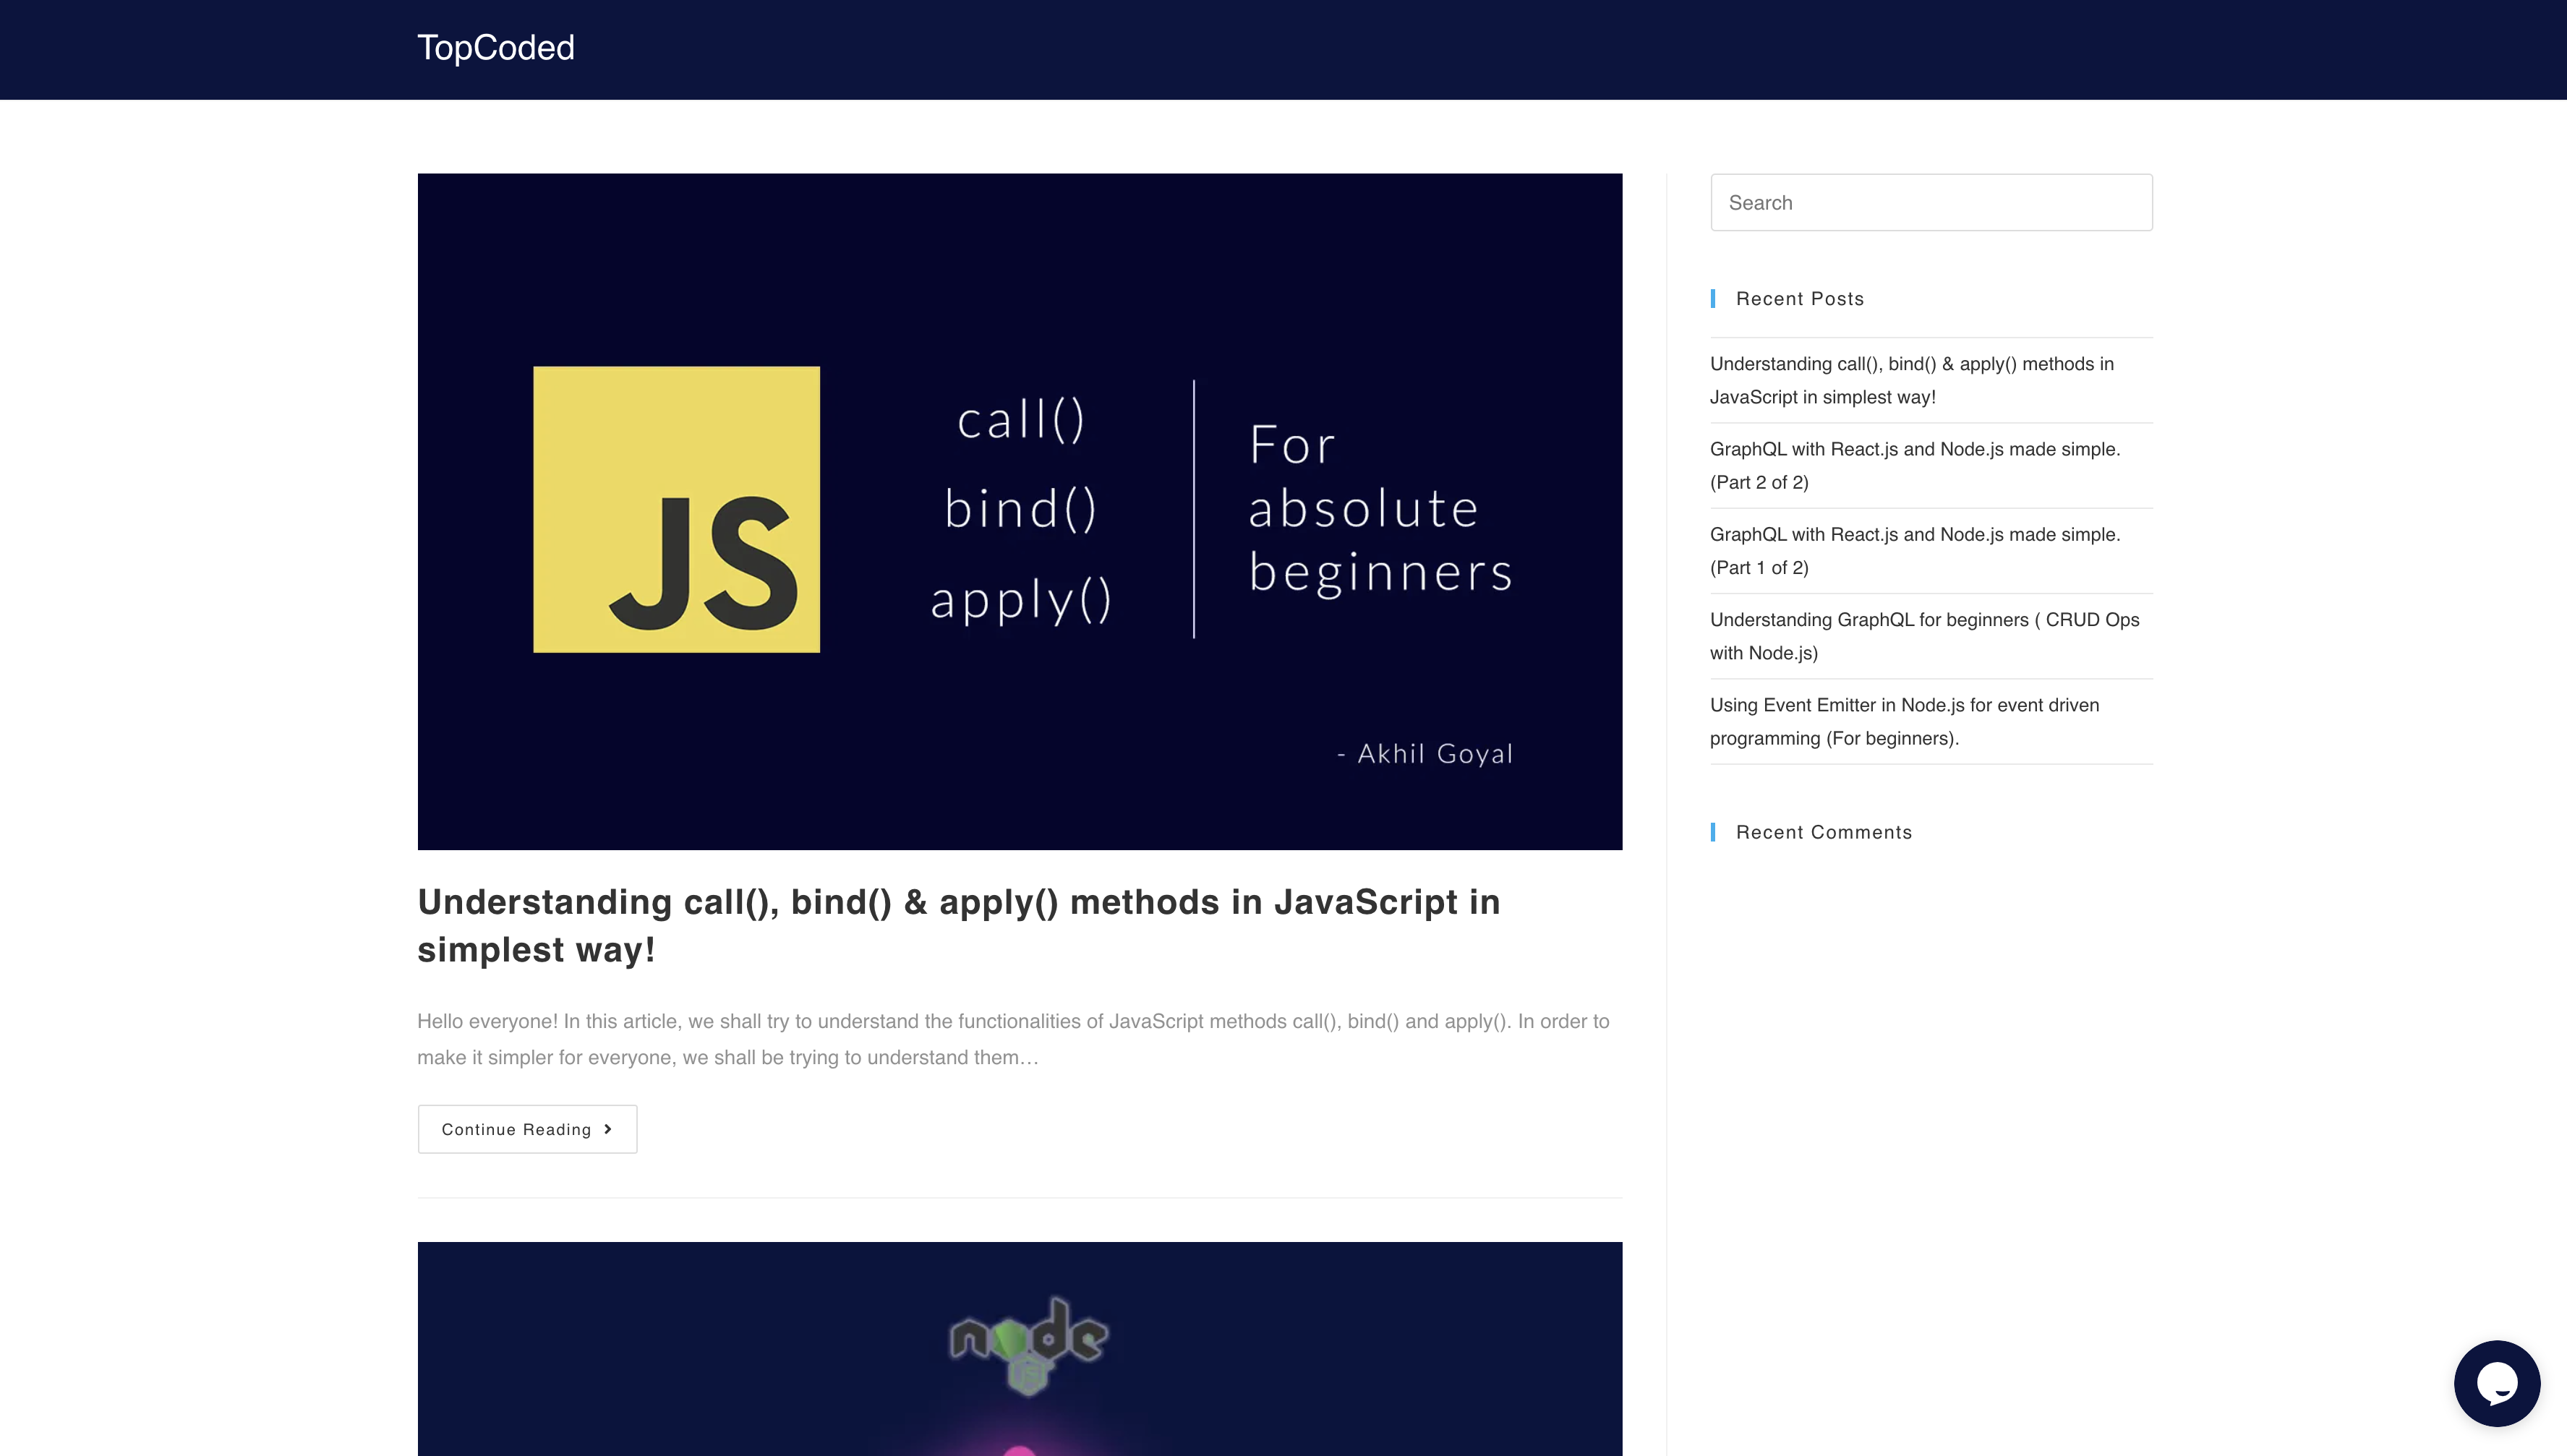 TopCoded
JS
call()
bind()
apply()
For
absolute
beginners
- Akhil Goyal
Understanding call(), bind() & apply() methods in JavaScript in
simplest way!
Hello everyone! In this article, we shall try to understand the functionalities of JavaScript methods call(), bind() and apply(). In order to
make it simpler for everyone, we shall be trying to understand them…
Continue Reading
node
JS
Search
Recent Posts
Understanding call(), bind() & apply() methods in
JavaScript in simplest way!
GraphQL with React.js and Node.js made simple.
(Part 2 of 2)
GraphQL with React.js and Node.js made simple.
(Part 1 of 2)
Understanding GraphQL for beginners ( CRUD Ops
with Node.js)
Using Event Emitter in Node.js for event driven
programming (For beginners).
Recent Comments